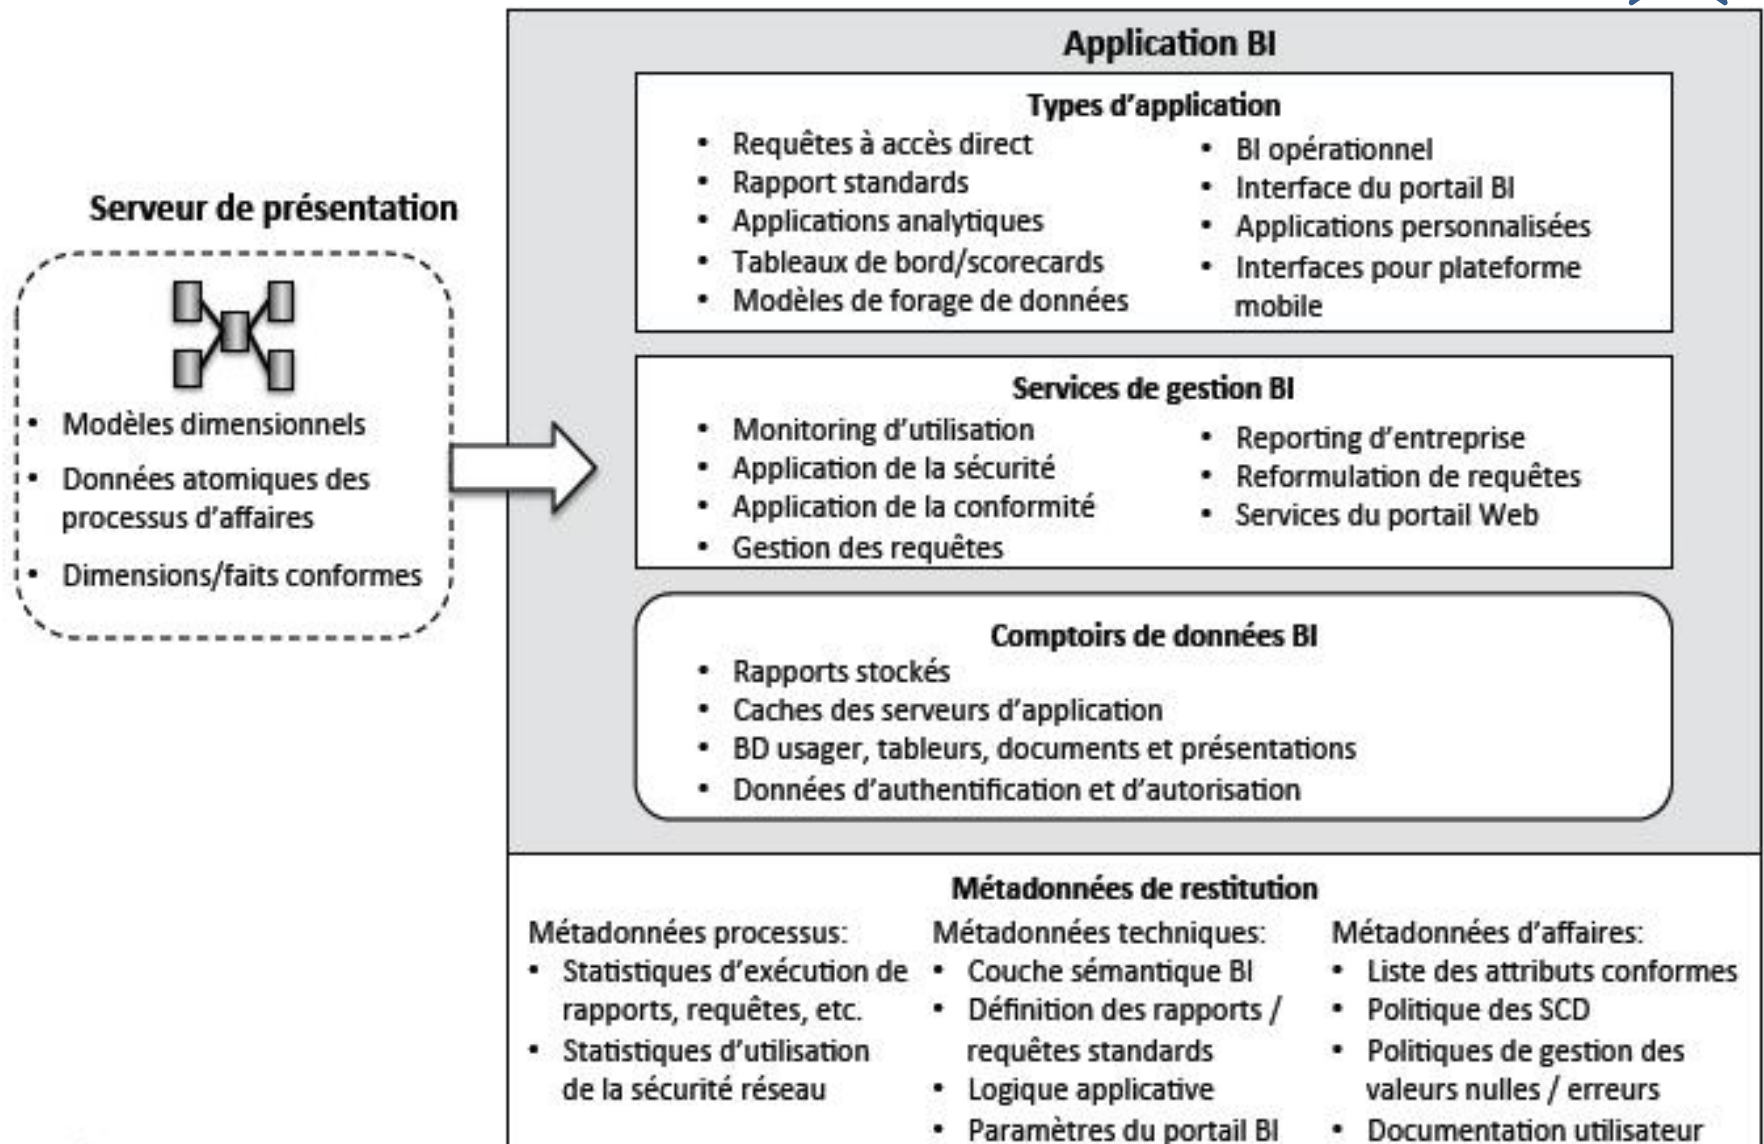 Serveur de présentation
• Modèles dimensionnels
• Données atomiques des
processus d'affaires
• Dimensions/faits conformes
Application BI
Types d'application
• Requêtes à accès direct
• Rapport standards
• Applications analytiques
• Tableaux de bord/scorecards
• Modèles de forage de données
• BI opérationnel
• Interface du portail BI
• Applications personnalisées
• Interfaces pour plateforme
mobile
Services de gestion BI
• Monitoring d'utilisation
• Application de la sécurité
• Application de la conformité
• Gestion des requêtes
• Reporting d'entreprise
• Reformulation de requêtes
• Services du portail Web
Comptoirs de données BI
• Rapports stockés
• Caches des serveurs d'application
• BD usager, tableurs, documents et présentations
• Données d'authentification et d'autorisation
Métadonnées de restitution
Métadonnées processus:
• Statistiques d'exécution de
rapports, requêtes, etc.
• Statistiques d'utilisation
de la sécurité réseau
Métadonnées techniques:
• Couche sémantique BI
• Définition des rapports /
requêtes standards
• Logique applicative
• Paramètres du portail BI
Métadonnées d'affaires:
• Liste des attributs conformes
• Politique des SCD
• Politiques de gestion des
valeurs nulles / erreurs
• Documentation utilisateur